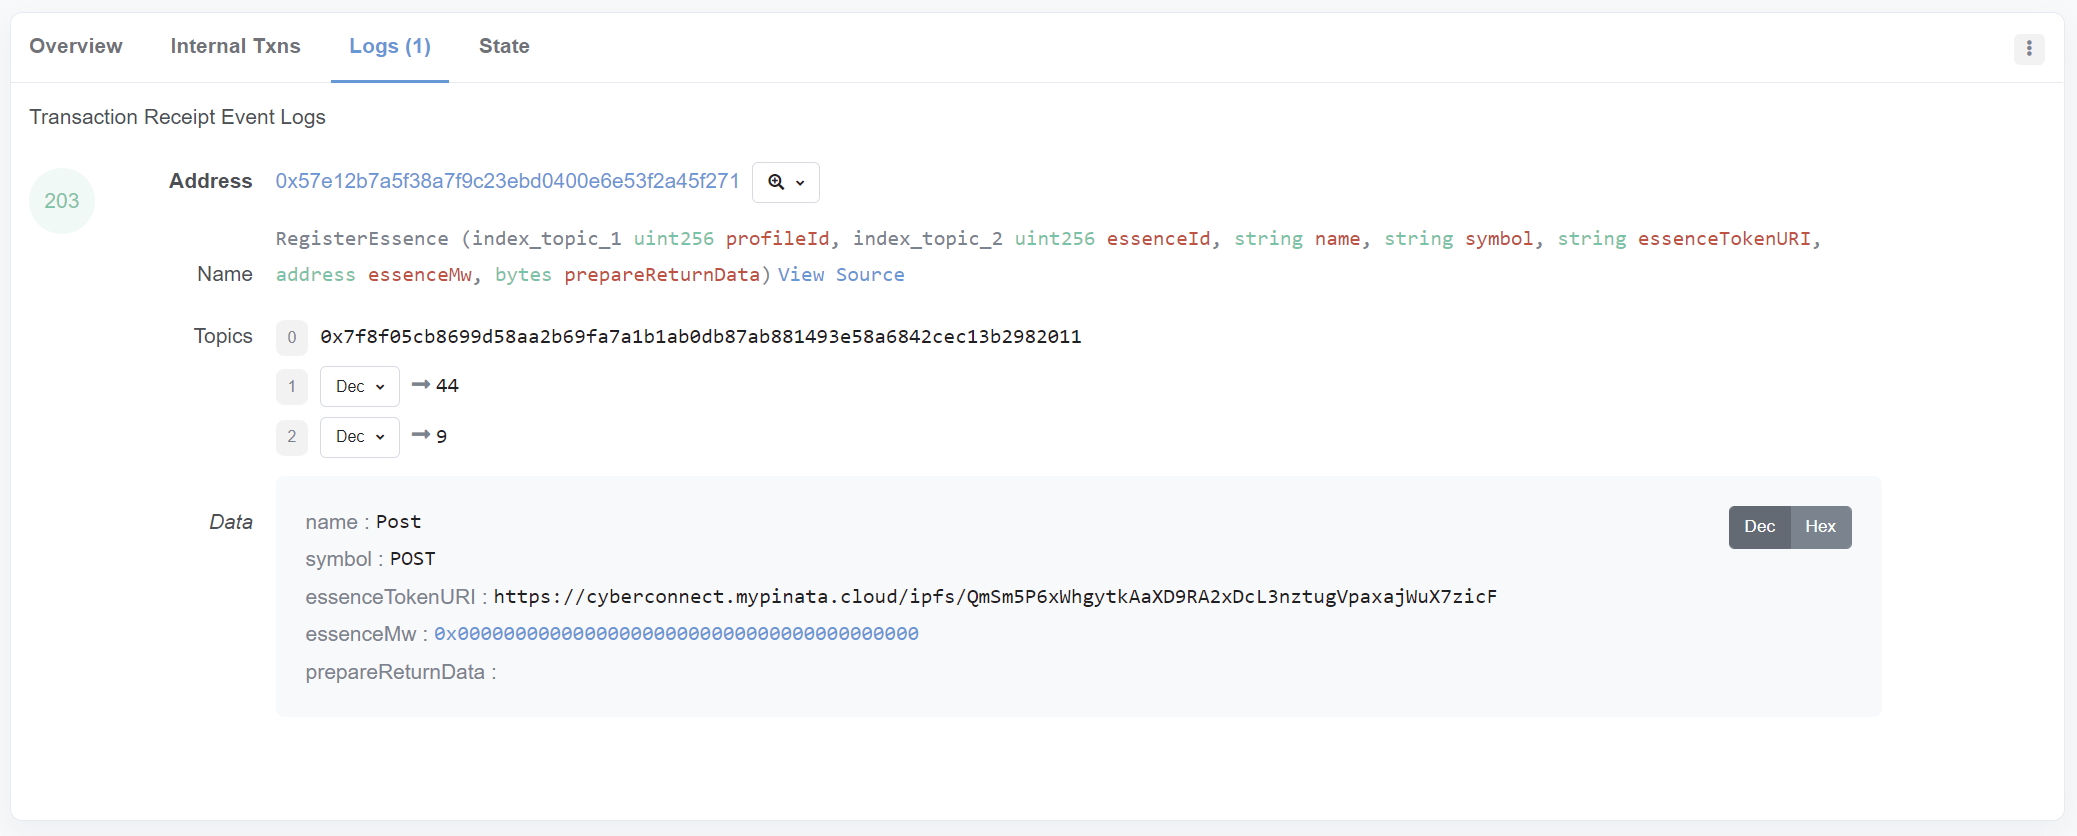 Overview Internal Txns Logs (1) State
Transaction Receipt Event Logs
203
Address 0x57e12b7a5f38a7f9c23ebd0400e6e53f2a45f271
RegisterEssence (index_topic_1 uint256 profileId, index_topic_2 uint256 essenceId, string name, string symbol, string essenceTokenURI,
Name address essenceMw, bytes prepareReturnData) View Source
Topics 0 0x7f8f05cb8699d58aa2b69fa7a1b1ab0db87ab881493e58a6842cec13b2982011
1 Dec 44
2 Dec 9
Data name : Post Dec Hex
symbol : POST
essenceTokenURI : https://cyberconnect.mypinata.cloud/ipfs/QmSm5P6xWhgytkAaXD9RA2xDcL3nztugVpaxajWuX7zicF
essenceMw : 0x0000000000000000000000000000000000000000
prepareReturnData :